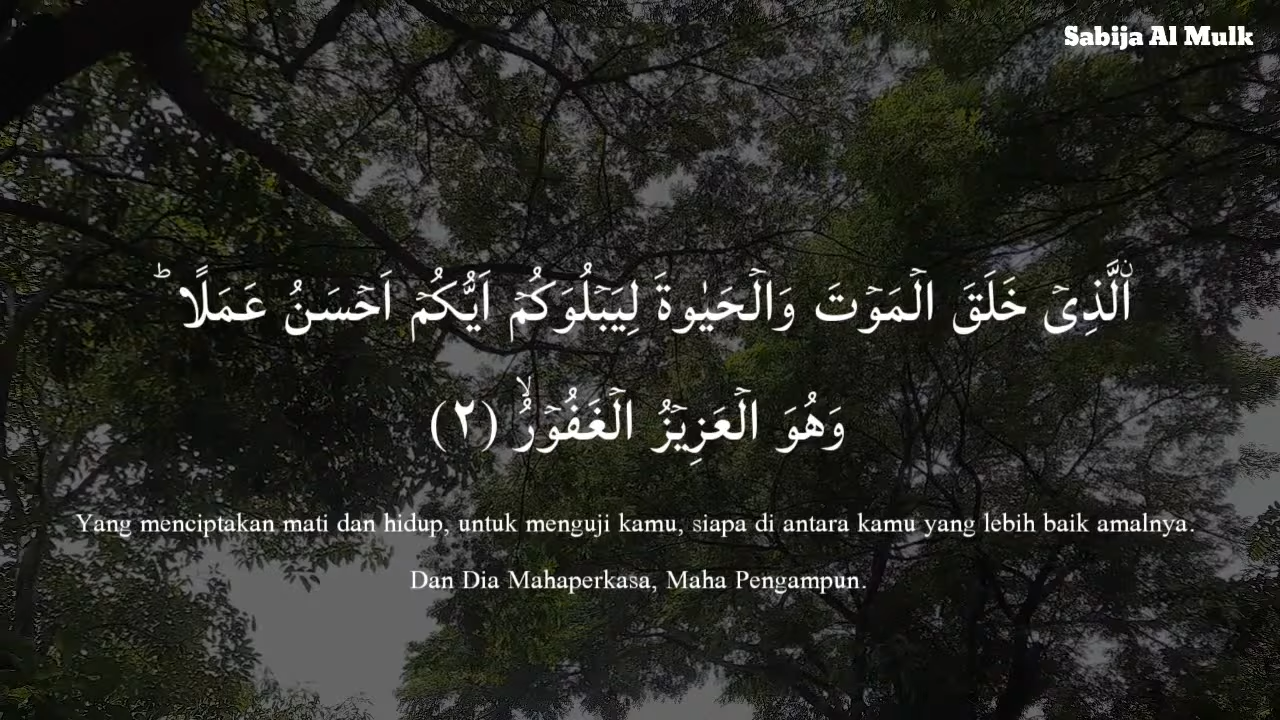 Sabija Al Mulk
ۨالَّذِيْ خَلَقَ الْمَوْتَ وَالْحَيٰوةَ لِيَبْلُوَكُمْ اَيُّكُمْ اَحْسَنُ عَمَلًا ۗ
وَهُوَ الْعَزِيْزُ الْغَفُوْرُۙ (٢)
Yang menciptakan mati dan hidup, untuk menguji kamu, siapa di antara kamu yang lebih baik amalnya.
Dan Dia Mahaperkasa, Maha Pengampun.